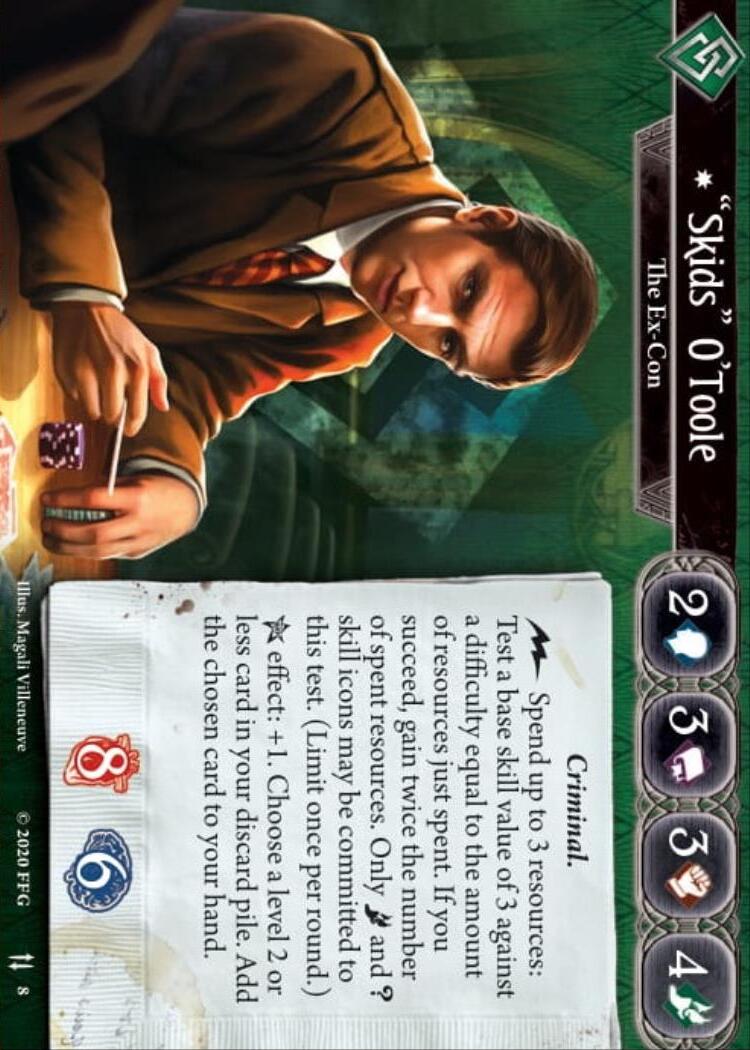 "Skids" O'Toole
The Ex-Con
2 3 3 4
Criminal.
Spend up to 3 resources:
Test a base skill value of 3 against
a difficulty equal to the amount
of resources just spent. If you
succeed, gain twice the number
of spent resources. Only and ?
skill icons may be committed to
this test. (Limit once per round.)
effect: +1. Choose a level 2 or
less card in your discard pile. Add
the chosen card to your hand.
8 6
Illus. Magali Villeneuve © 2020 FFG 8